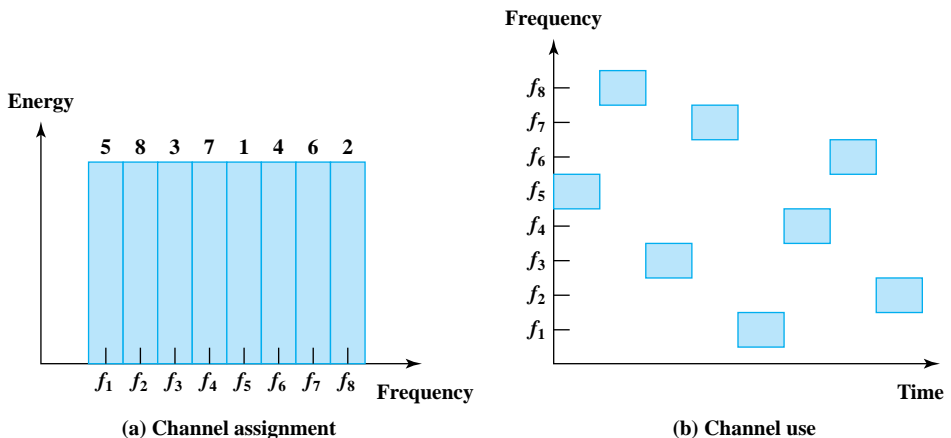 Energy
5 8 3 7 1 4 6 2
f1 f2 f3 f4 f5 f6 f7 f8
Frequency
(a) Channel assignment
Frequency
f8
f7
f6
f5
f4
f3
f2
f1
Time
(b) Channel use